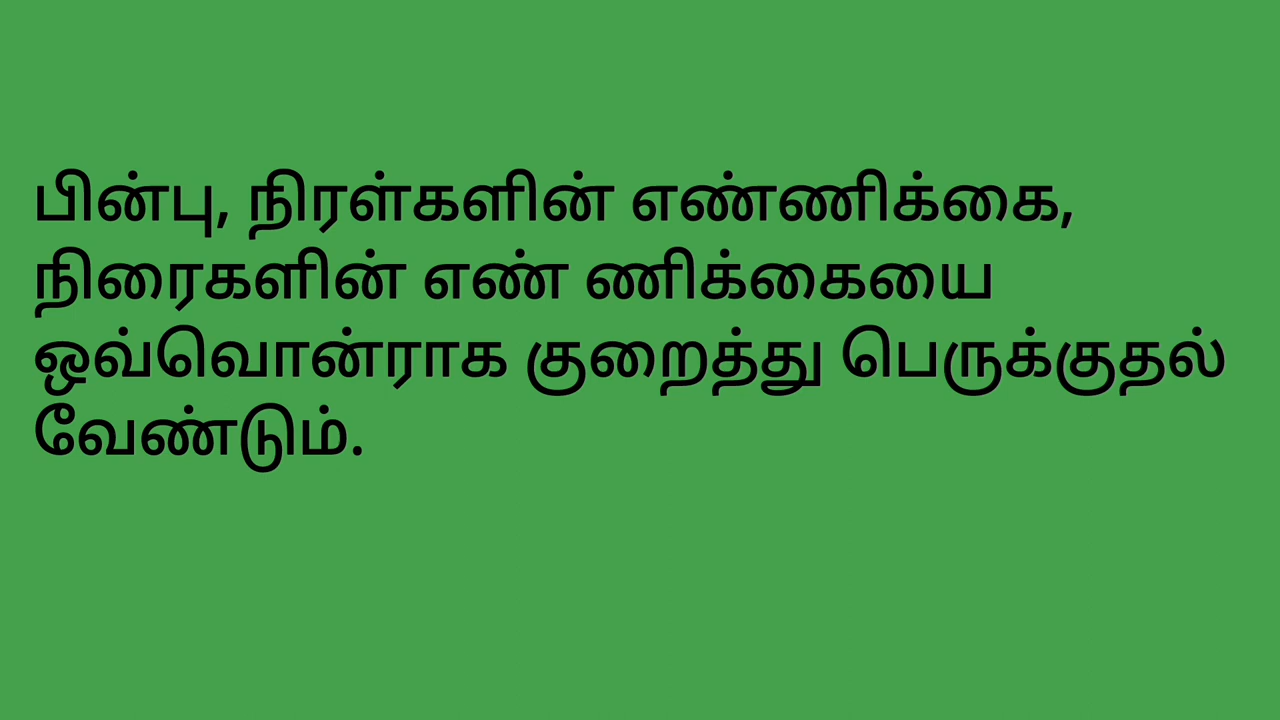 பின்பு, நிரள்களின் எண்ணிக்கை,
நிரைகளின் எண் ணிக்கையை
ஒவ்வொன்ராக குறைத்து பெருக்குதல்
வேண்டும்.